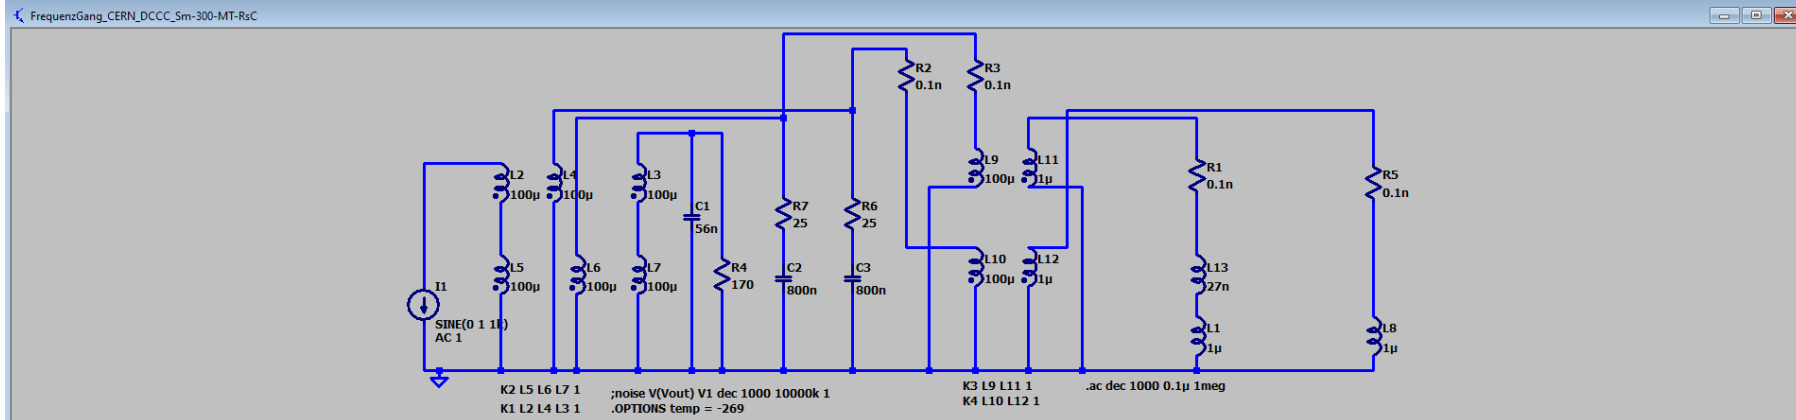 FrequenzGang_CERN_DCCC_Sm-300-MT-RsC
R2
0.1n
R3
0.1n
L2
100µ
L4
100µ
L3
100µ
C1
56n
R7
25
R6
25
L9
100µ
L11
1µ
R1
0.1n
R5
0.1n
L5
100µ
L6
100µ
L7
100µ
R4
170
C2
800n
C3
800n
L10
100µ
L12
1µ
L13
27n
I1
SINE(0 1 1k)
AC 1
L1
1µ
L8
1µ
K2 L5 L6 L7 1
K1 L2 L4 L3 1
;noise V(Vout) V1 dec 1000 10000k 1
.OPTIONS temp = -269
K3 L9 L11 1
K4 L10 L12 1
.ac dec 1000 0.1µ 1meg